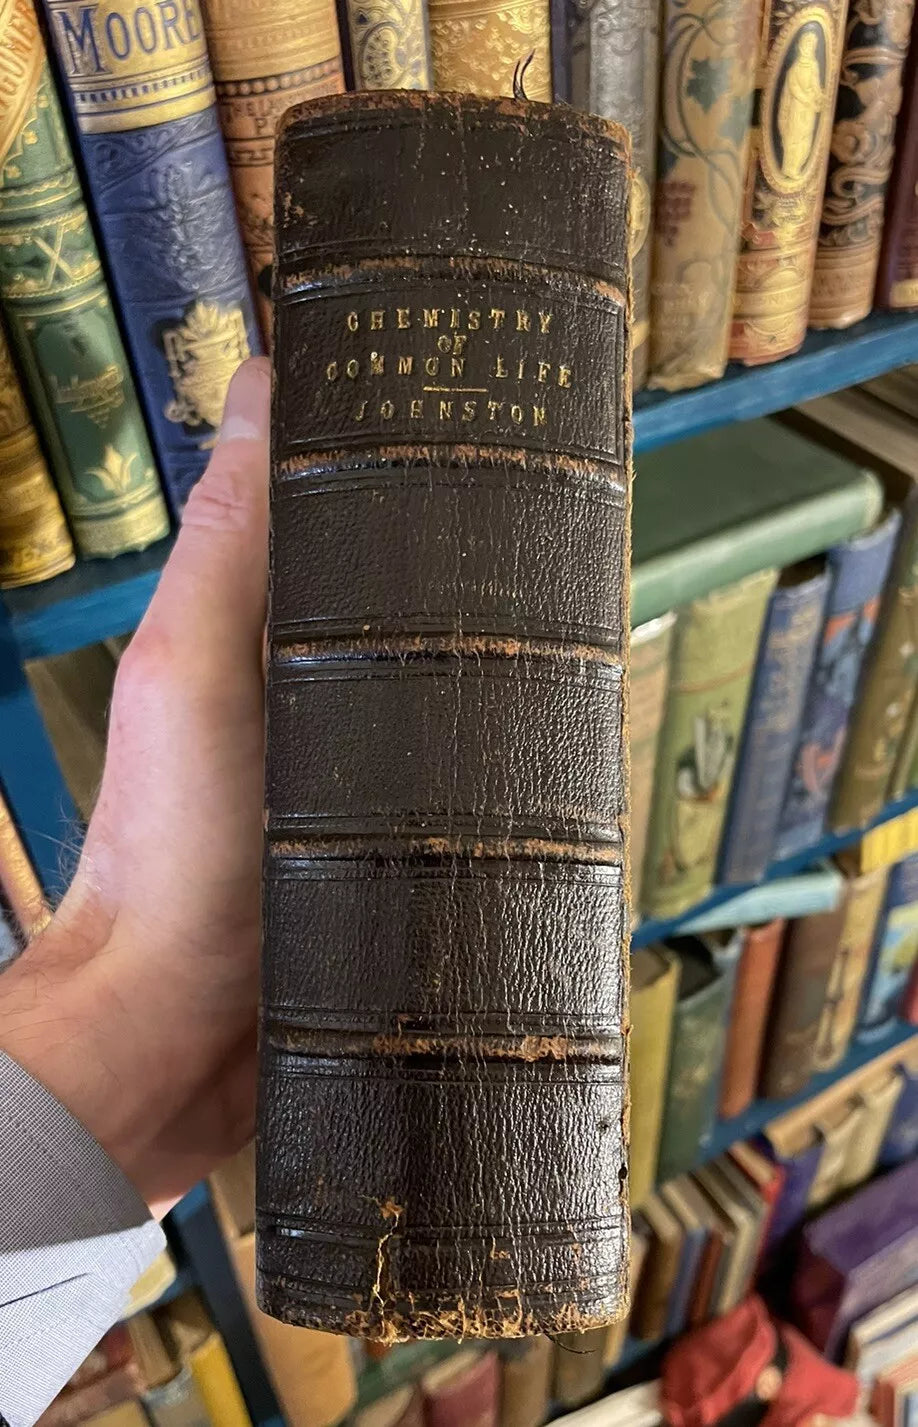 MOORE
CHEMISTRY
OF
COMMON LIFE
JOHNSTON